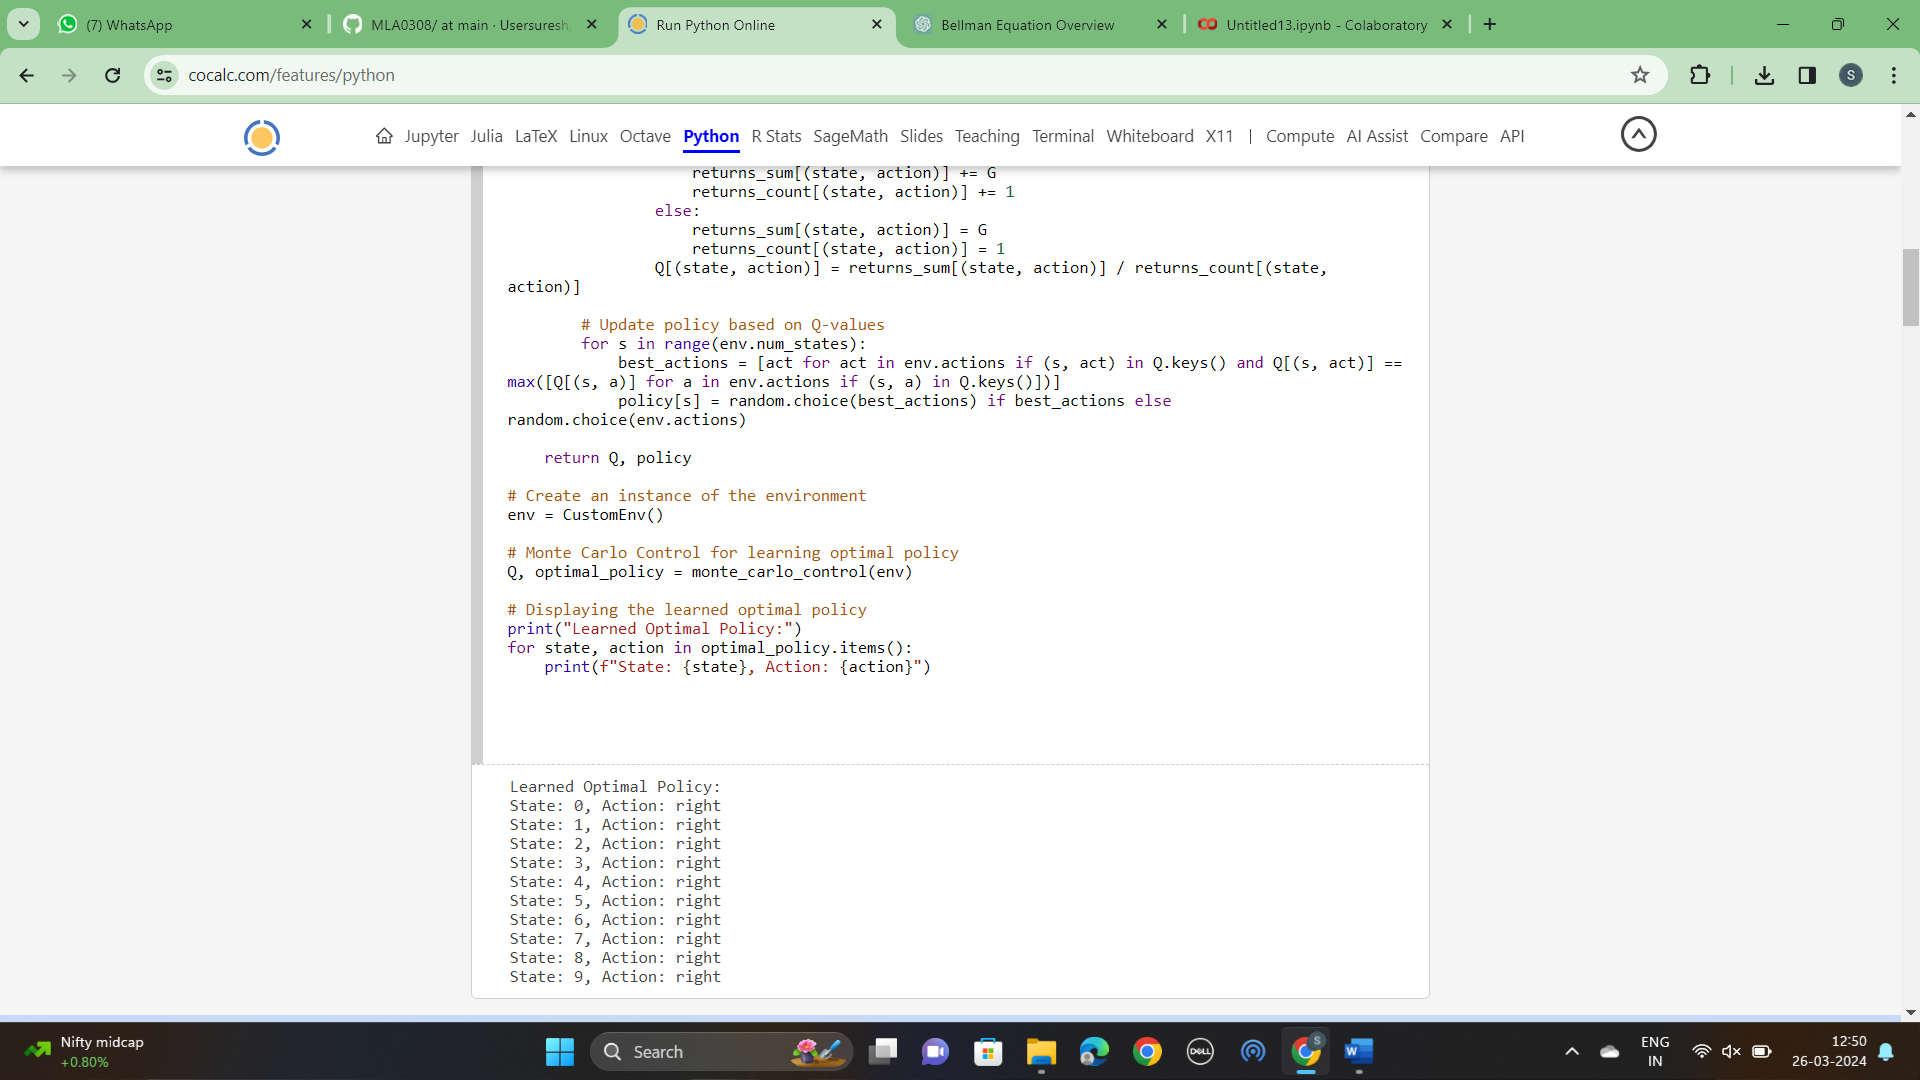 (7) WhatsApp
MLA0308/ at main · Usersuresh
Run Python Online
Bellman Equation Overview
Untitled13.ipynb - Colaboratory
cocalc.com/features/python
S
Jupyter Julia LaTeX Linux Octave Python R Stats SageMath Slides Teaching Terminal Whiteboard X11 | Compute AI Assist Compare API
returns_sum[(state, action)] += G
returns_count[(state, action)] += 1
else:
returns_sum[(state, action)] = G
returns_count[(state, action)] = 1
Q[(state, action)] = returns_sum[(state, action)] / returns_count[(state,
action)]
# Update policy based on Q-values
for s in range(env.num_states):
best_actions = [act for act in env.actions if (s, act) in Q.keys() and Q[(s, act)] ==
max([Q[(s, a)] for a in env.actions if (s, a) in Q.keys()])]
policy[s] = random.choice(best_actions) if best_actions else
random.choice(env.actions)
return Q, policy
# Create an instance of the environment
env = CustomEnv()
# Monte Carlo Control for learning optimal policy
Q, optimal_policy = monte_carlo_control(env)
# Displaying the learned optimal policy
print("Learned Optimal Policy:")
for state, action in optimal_policy.items():
print(f"State: {state}, Action: {action}")
Learned Optimal Policy:
State: 0, Action: right
State: 1, Action: right
State: 2, Action: right
State: 3, Action: right
State: 4, Action: right
State: 5, Action: right
State: 6, Action: right
State: 7, Action: right
State: 8, Action: right
State: 9, Action: right
Nifty midcap
+0.80%
Search
DELL
S
W
ENG
IN
12:50
26-03-2024